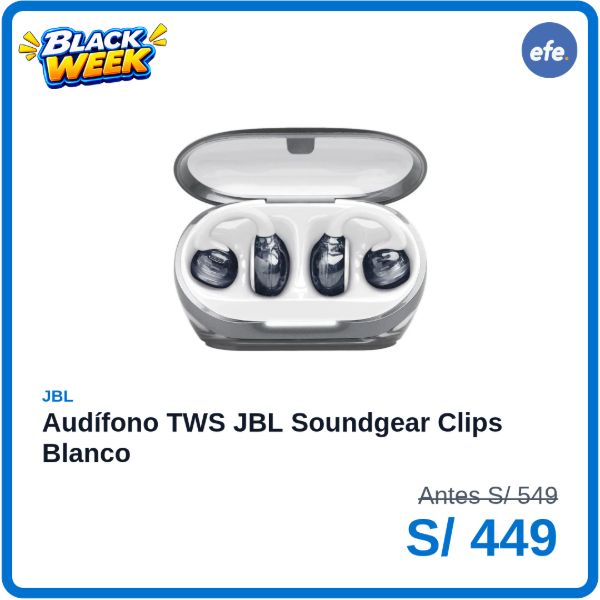 BLACK
WEEK
efe.
JBL
Audífono TWS JBL Soundgear Clips
Blanco
Antes S/ 549
S/ 449